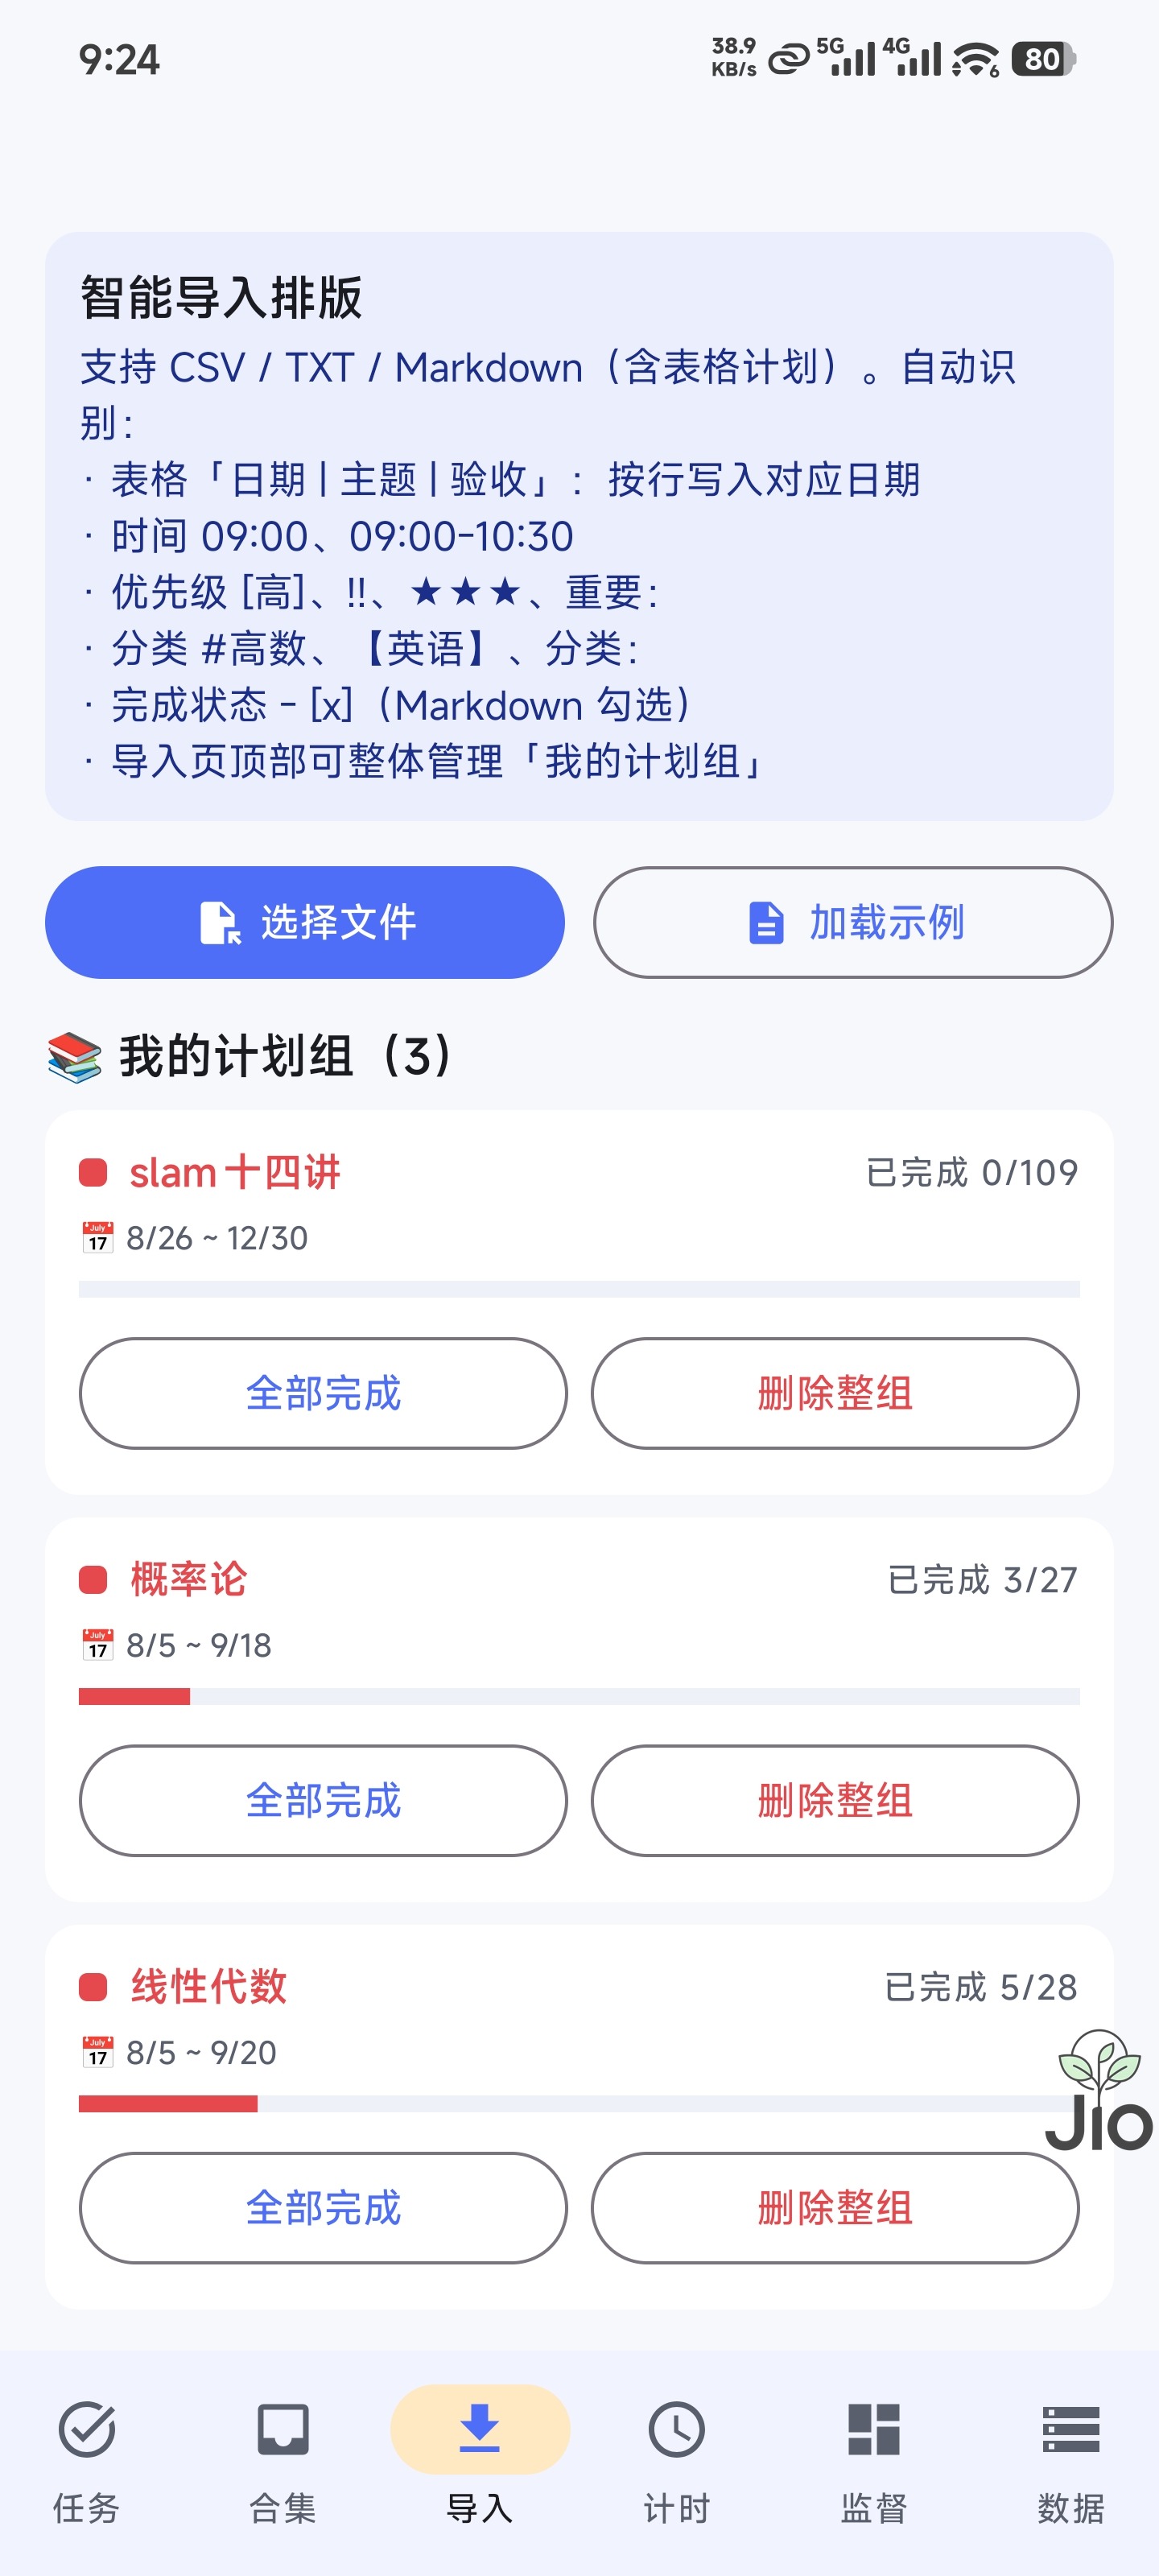 9:24
38.9
KB/s
5G
4G
6
80
智能导入排版
支持 CSV / TXT / Markdown（含表格计划）。自动识
别：
· 表格「日期 | 主题 | 验收」：按行写入对应日期
· 时间 09:00、09:00-10:30
· 优先级 [高]、!!、★★★、重要：
· 分类 #高数、【英语】、分类：
· 完成状态 - [x]（Markdown 勾选）
· 导入页顶部可整体管理「我的计划组」
选择文件
加载示例
📚 我的计划组（3）
slam十四讲
已完成 0/109
📅 8/26 ~ 12/30
全部完成
删除整组
概率论
已完成 3/27
📅 8/5 ~ 9/18
全部完成
删除整组
线性代数
已完成 5/28
📅 8/5 ~ 9/20
Jio
全部完成
删除整组
任务
合集
导入
计时
监督
数据